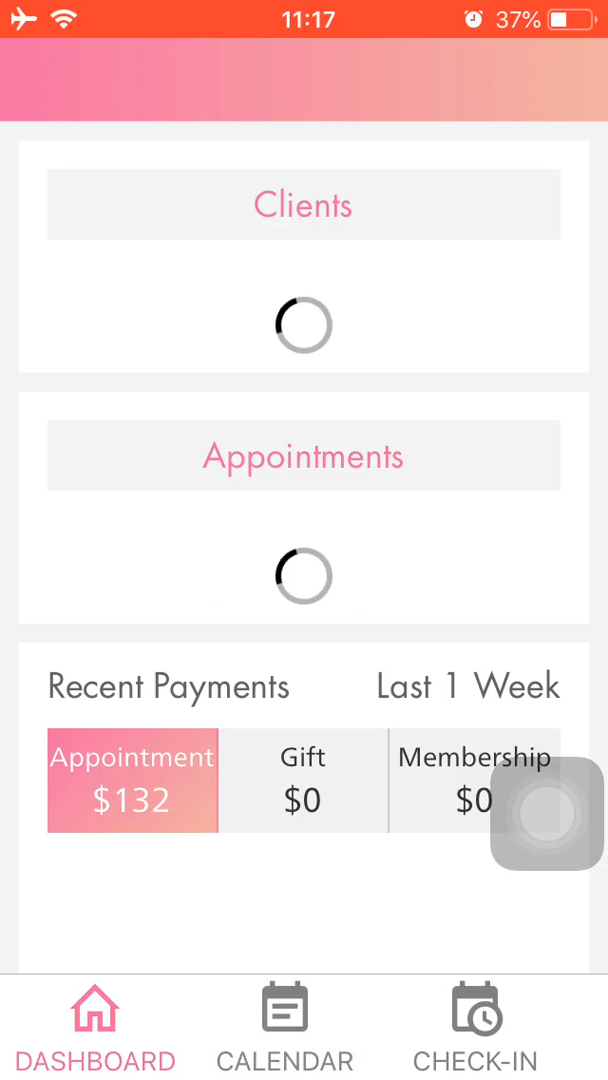 11:17 37%
Clients
Appointments
Recent Payments Last 1 Week
Appointment Gift Membership
$132 $0 $0
DASHBOARD CALENDAR CHECK-IN